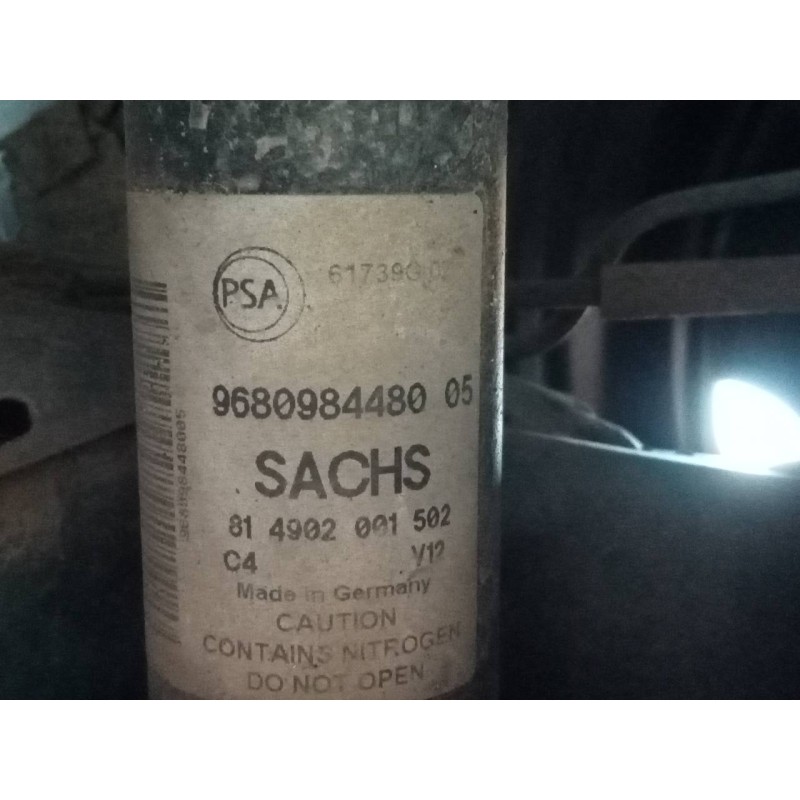 PSA
9680984480 05
SACHS
81 4902 001 502
C4 V12
Made in Germany
CAUTION
CONTAINS NITROGEN
DO NOT OPEN